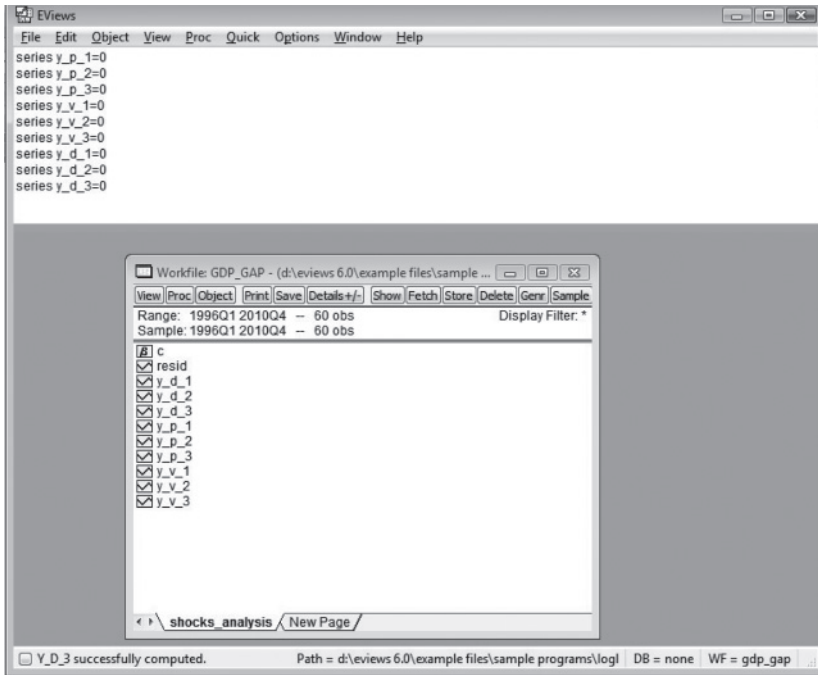 EViews
File Edit Object View Proc Quick Options Window Help
series y_p_1=0
series y_p_2=0
series y_p_3=0
series y_v_1=0
series y_v_2=0
series y_v_3=0
series y_d_1=0
series y_d_2=0
series y_d_3=0
Workfile: GDP_GAP - (d:\eviews 6.0\example files\sample ...
View Proc Object Print Save Details+/- Show Fetch Store Delete Genr Sample
Range: 1996Q1 2010Q4 -- 60 obs Display Filter: *
Sample: 1996Q1 2010Q4 -- 60 obs
β c
resid
y_d_1
y_d_2
y_d_3
y_p_1
y_p_2
y_p_3
y_v_1
y_v_2
y_v_3
shocks_analysis New Page
Y_D_3 successfully computed. Path = d:\eviews 6.0\example files\sample programs\logl DB = none WF = gdp_gap